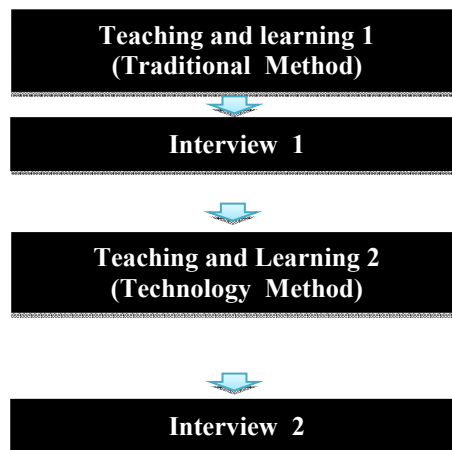 Teaching and learning 1
(Traditional Method)
Interview 1
Teaching and Learning 2
(Technology Method)
Interview 2